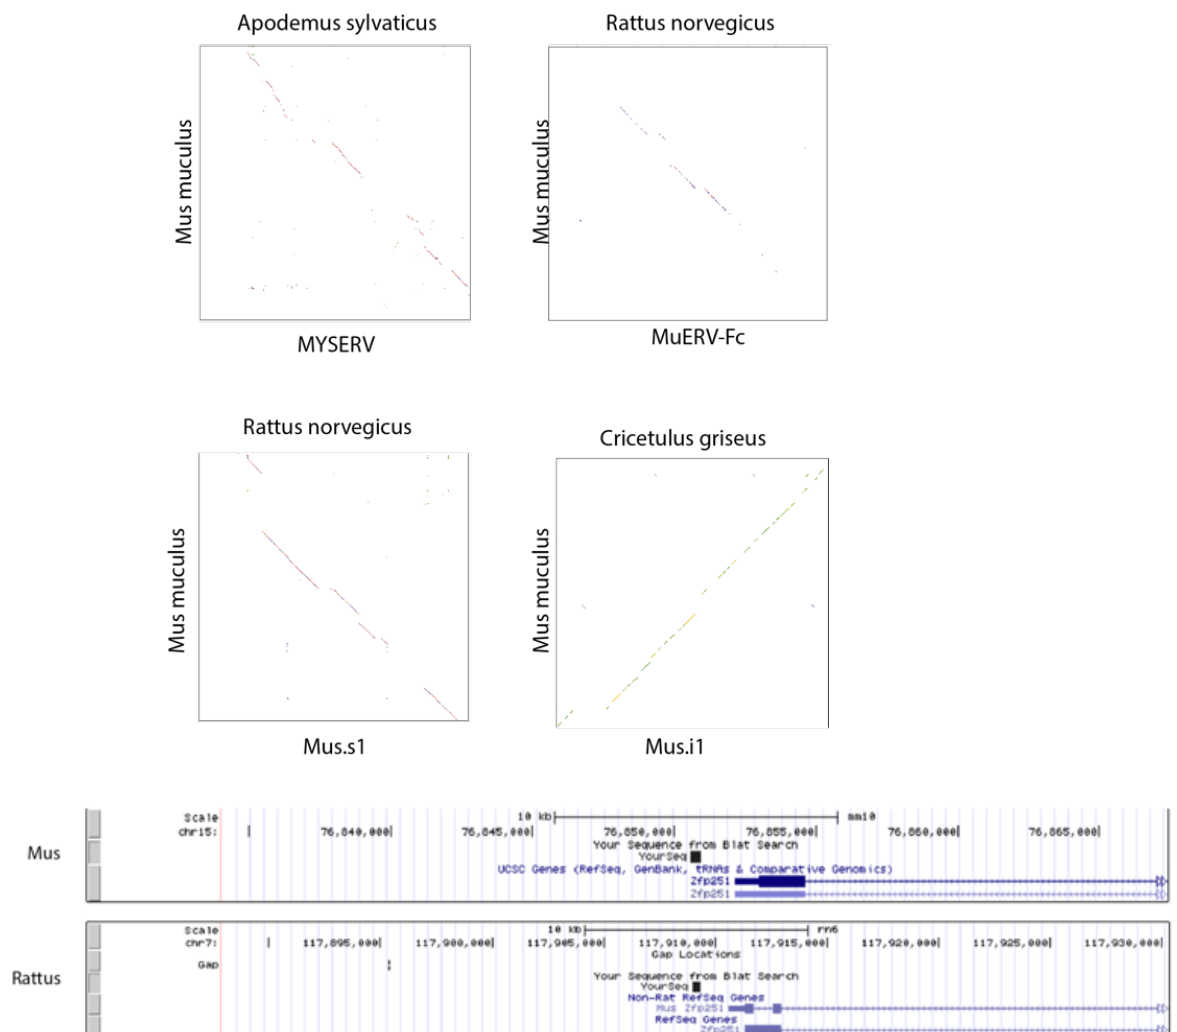 Apodemus sylvaticus
Rattus norvegicus
Mus muculus
Mus muculus
MYSERV
MuERV-Fc
Rattus norvegicus
Cricetulus griseus
Mus muculus
Mus muculus
Mus.s1
Mus.i1
Mus
Scale 10 kb mm10
chr15: 76,840,000 76,845,000 76,850,000 76,855,000 76,860,000 76,865,000
Your Sequence from Blat Search
YourSeq
UCSC Genes (RefSeq, GenBank, tRNAs & Comparative Genomics)
Zfp251
Zfp251
Rattus
Scale 10 kb rn6
chr7: 117,895,000 117,900,000 117,905,000 117,910,000 117,915,000 117,920,000 117,925,000 117,930,000
Gap Locations
Gap
Your Sequence from Blat Search
YourSeq
Non-Rat RefSeq Genes
Mus Zfp251
RefSeq Genes
Zfp251